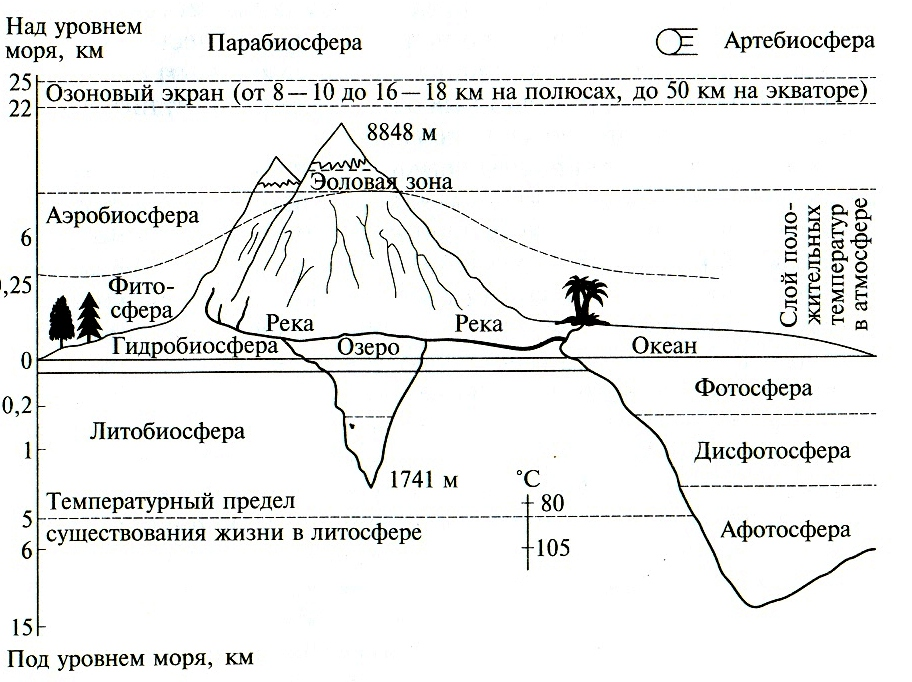 Над уровнем
моря, км
Парабиосфера
Артебиосфера
25
Озоновый экран (от 8—10 до 16—18 км на полюсах, до 50 км на экваторе)
22
8848 м
Эоловая зона
Аэробиосфера
6
Слой поло-
жительных
температур
в атмосфере
,25
Фито-
сфера
Река
Река
Гидробиосфера
Озеро
Океан
0
Фотосфера
0,2
Литобиосфера
1
Дисфотосфера
1741 м
°С
Температурный предел
80
5
существования жизни в литосфере
Афотосфера
6
105
15
Под уровнем моря, км